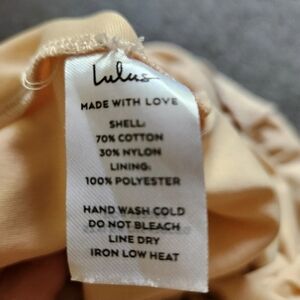 Lulus
MADE WITH LOVE
SHELL:
70% COTTON
30% NYLON
LINING:
100% POLYESTER
HAND WASH COLD
DO NOT BLEACH
LINE DRY
IRON LOW HEAT